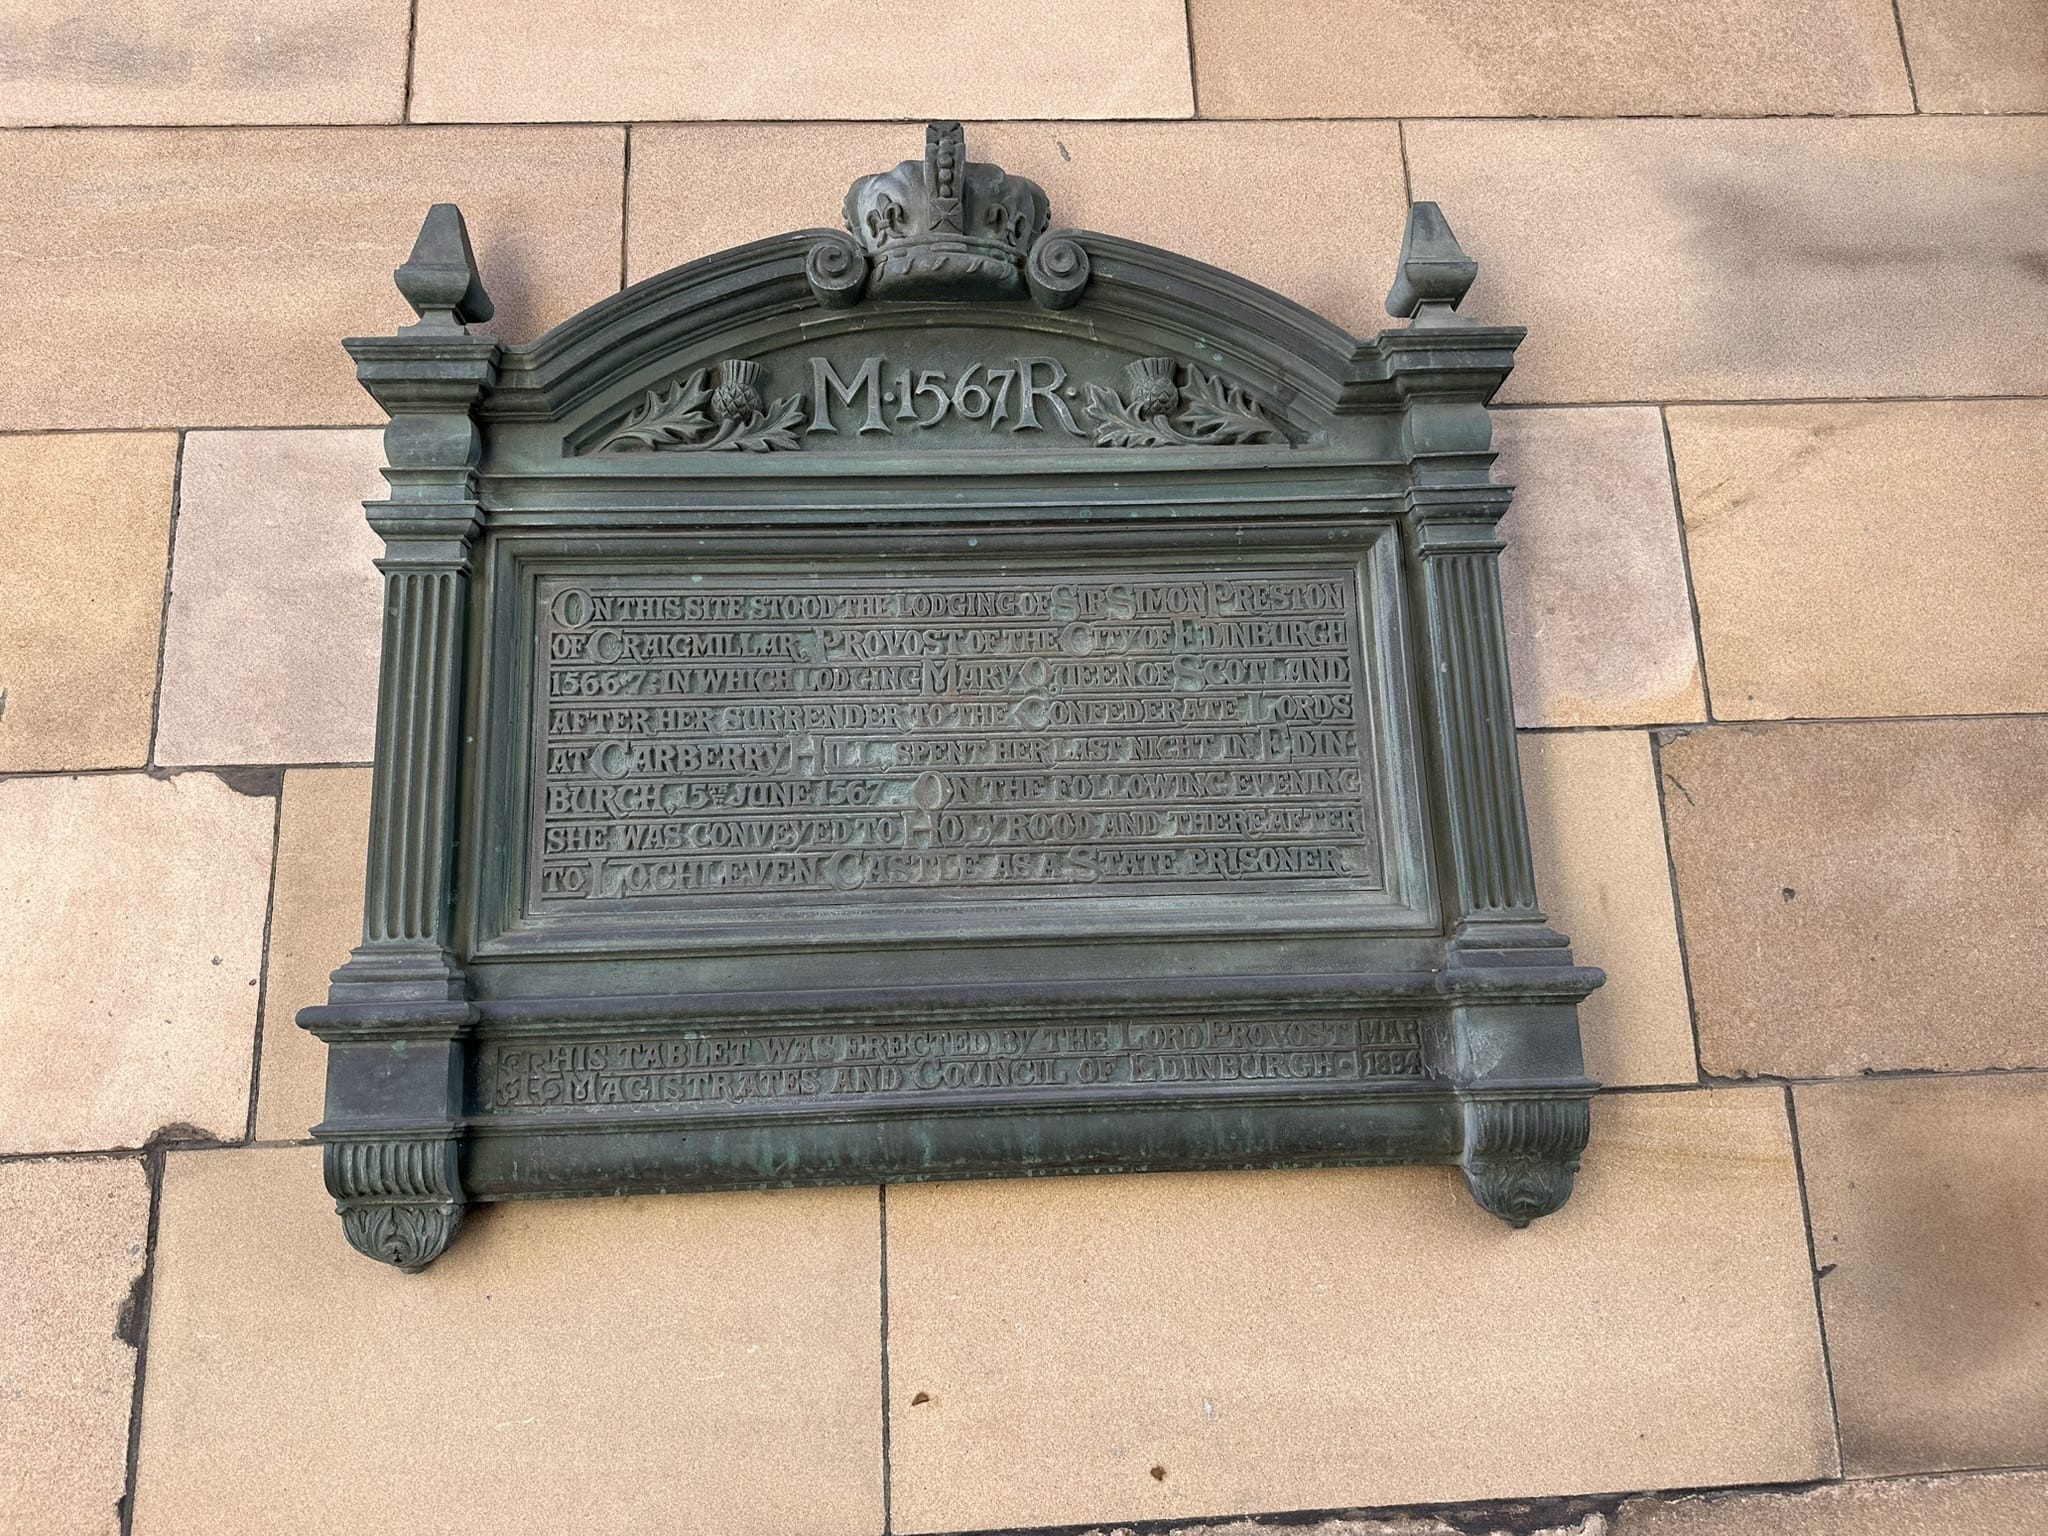 M·1567R·
ON THIS SITE STOOD THE LODGING OF SIR SIMON PRESTON
OF CRAIGMILLAR, PROVOST OF THE CITY OF EDINBURGH
1566-7: IN WHICH LODGING MARY QUEEN OF SCOTLAND
AFTER HER SURRENDER TO THE CONFEDERATE LORDS
AT CARBERRY HILL, SPENT HER LAST NIGHT IN EDIN-
BURGH, 15TH JUNE 1567 ON THE FOLLOWING EVENING
SHE WAS CONVEYED TO HOLYROOD AND THEREAFTER
TO LOCHLEVEN CASTLE AS A STATE PRISONER.
THIS TABLET WAS ERECTED BY THE LORD PROVOST
MAGISTRATES AND COUNCIL OF EDINBURGH·
MAR
1894